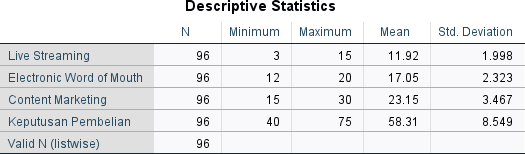 Descriptive Statistics
N Minimum Maximum Mean Std. Deviation
Live Streaming 96 3 15 11.92 1.998
Electronic Word of Mouth 96 12 20 17.05 2.323
Content Marketing 96 15 30 23.15 3.467
Keputusan Pembelian 96 40 75 58.31 8.549
Valid N (listwise) 96